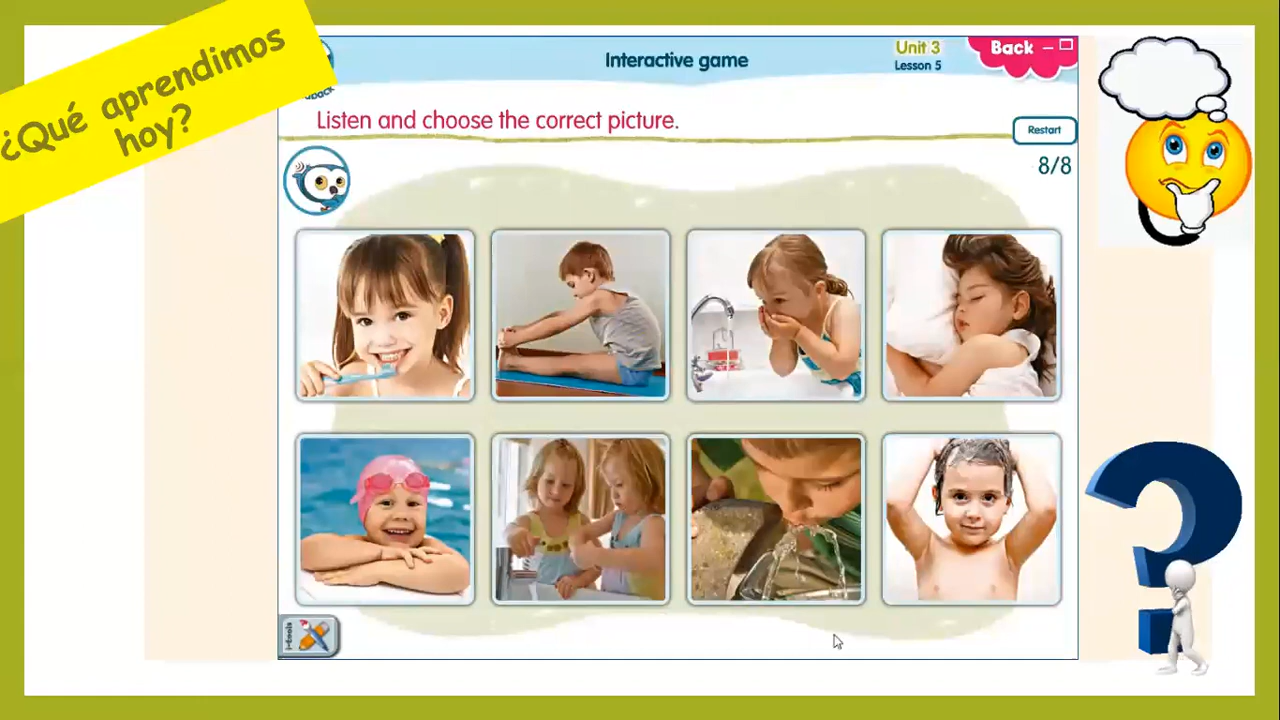 ¿Qué aprendimos
hoy?
Interactive game
Unit 3
Lesson 5
Back
Listen and choose the correct picture.
Restart
8/8
i-tools